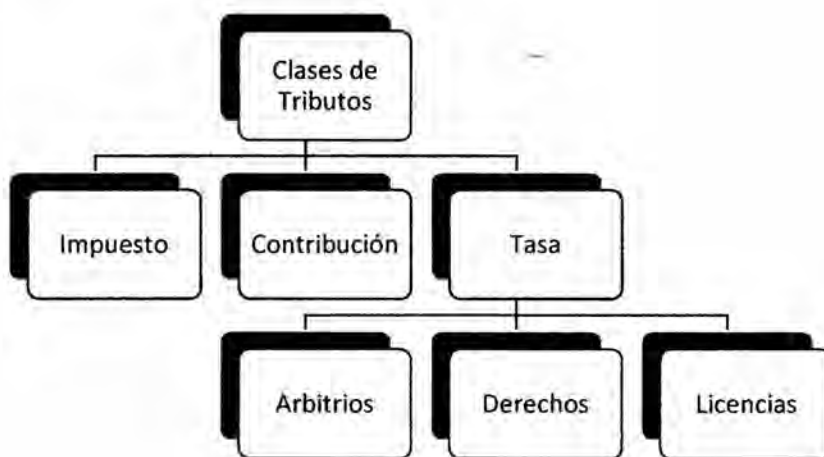 Clases de
Tributos
Impuesto
Contribución
Tasa
Arbitrios
Derechos
Licencias